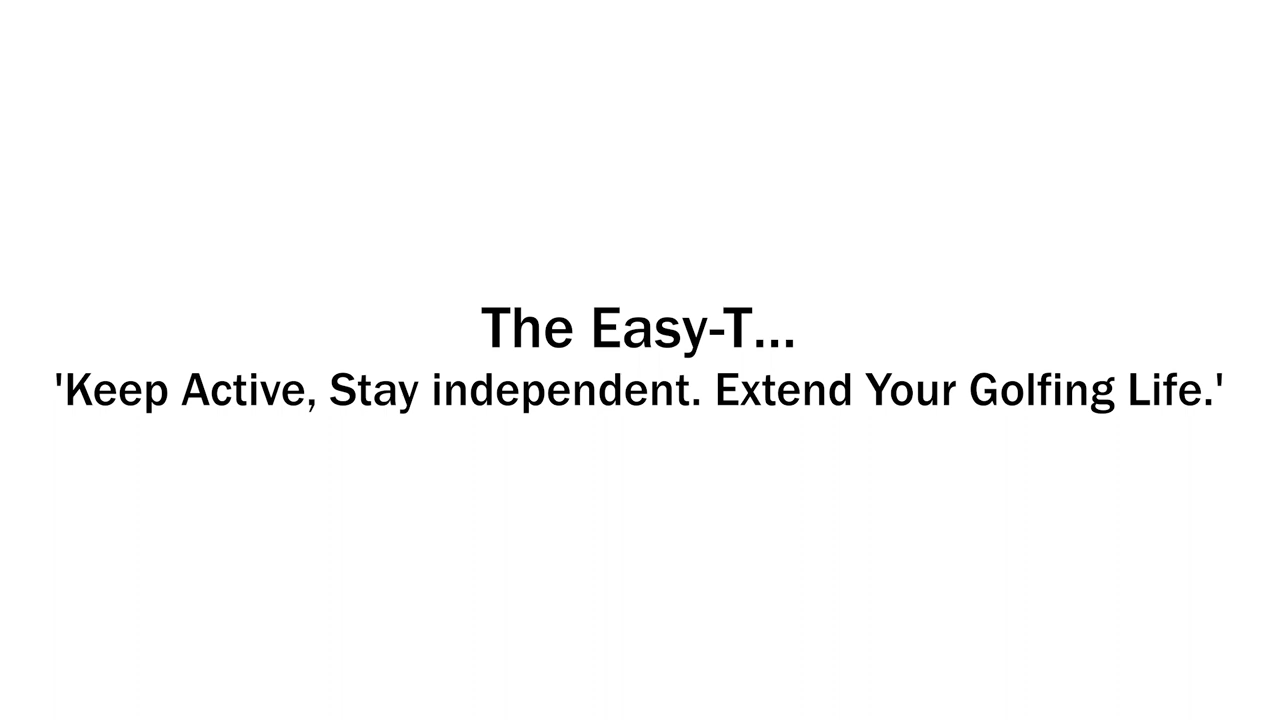 The Easy-T...
'Keep Active, Stay independent. Extend Your Golfing Life.'